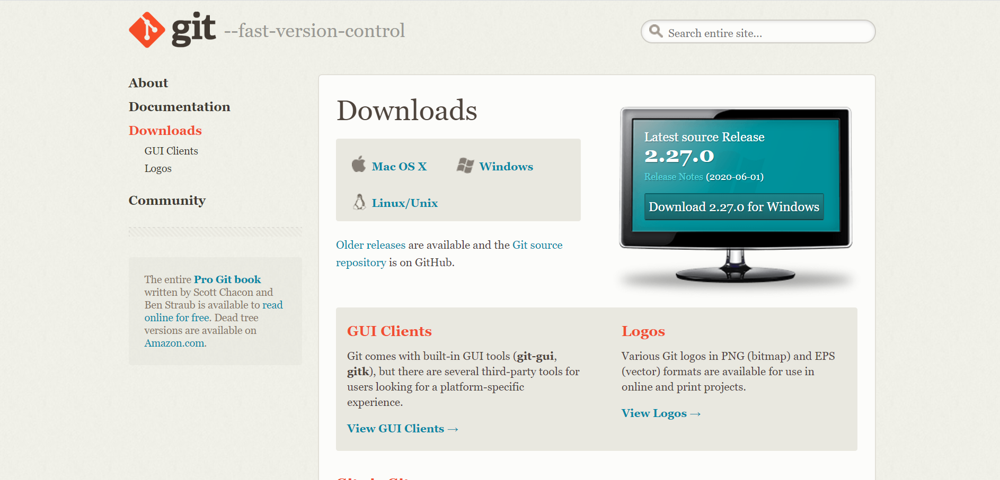 git --fast-version-control
Search entire site...
About
Documentation
Downloads
GUI Clients
Logos
Community
The entire Pro Git book
written by Scott Chacon and
Ben Straub is available to read
online for free. Dead tree
versions are available on
Amazon.com.
Downloads
Mac OS X
Windows
Linux/Unix
Older releases are available and the Git source
repository is on GitHub.
Latest source Release
2.27.0
Release Notes (2020-06-01)
Download 2.27.0 for Windows
GUI Clients
Git comes with built-in GUI tools (git-gui,
gitk), but there are several third-party tools for
users looking for a platform-specific
experience.
View GUI Clients →
Logos
Various Git logos in PNG (bitmap) and EPS
(vector) formats are available for use in
online and print projects.
View Logos →